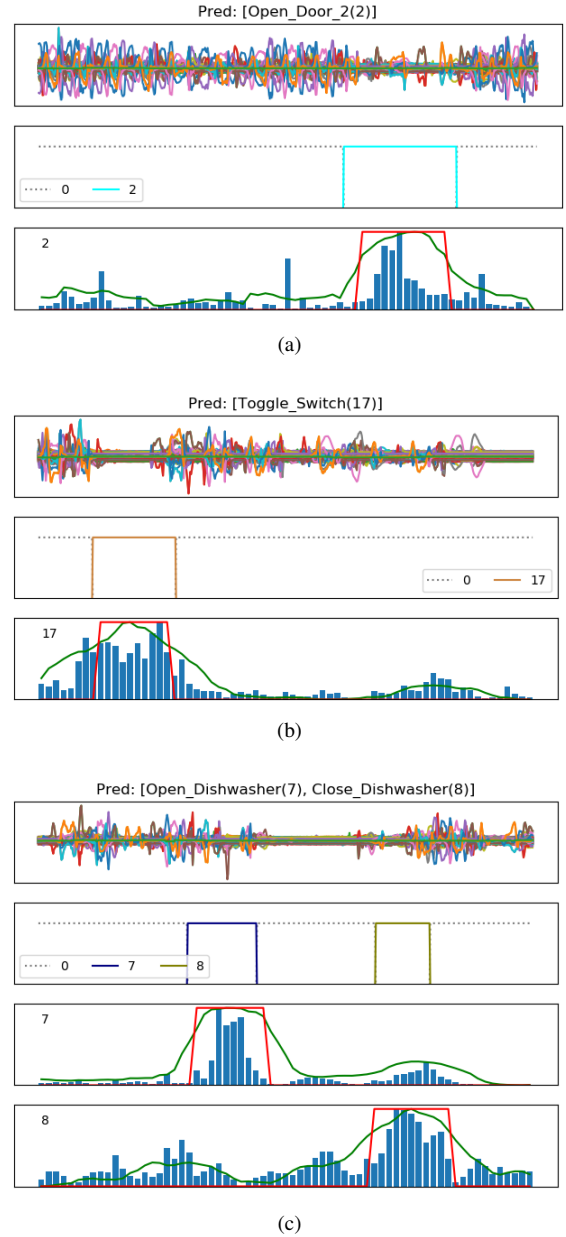 Pred: [Open_Door_2(2)]
0 2
2
(a)
Pred: [Toggle_Switch(17)]
0 17
17
(b)
Pred: [Open_Dishwasher(7), Close_Dishwasher(8)]
0 7 8
7
8
(c)